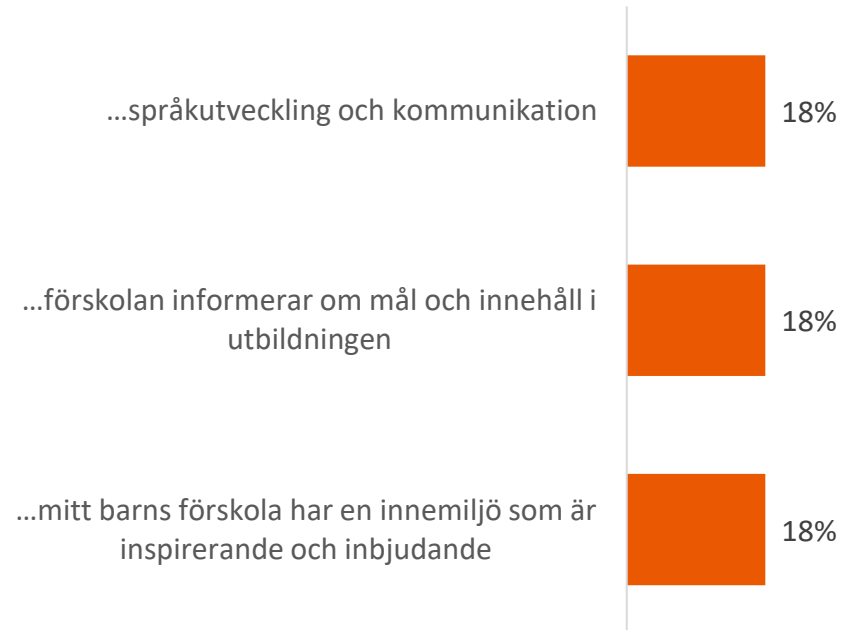 ...språkutveckling och kommunikation
18%
...förskolan informerar om mål och innehåll i
utbildningen
18%
...mitt barns förskola har en innemiljö som är
inspirerande och inbjudande
18%